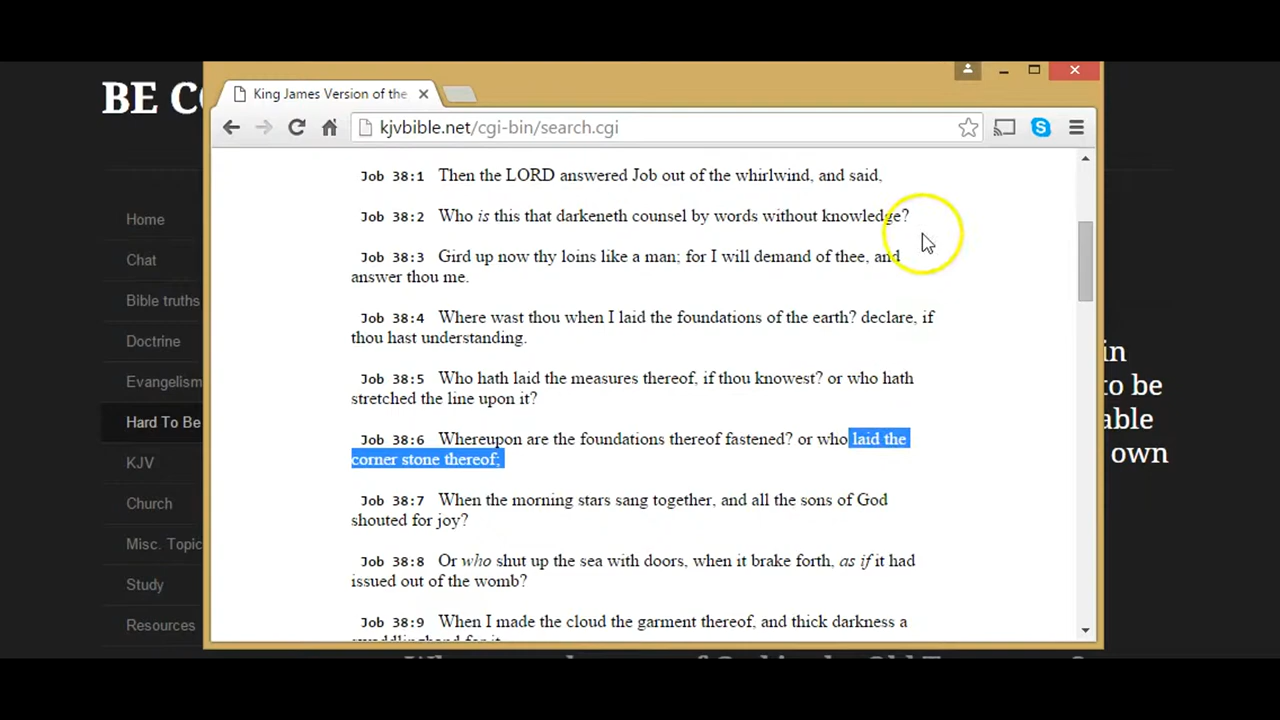 BE C
King James Version of the
kjvbible.net/cgi-bin/search.cgi
Home
Chat
Bible truths
Doctrine
Evangelism
Hard To Be
KJV
Church
Misc. Topic
Study
Resources
Job 38:1 Then the LORD answered Job out of the whirlwind, and said,
Job 38:2 Who is this that darkeneth counsel by words without knowledge?
Job 38:3 Gird up now thy loins like a man; for I will demand of thee, and
answer thou me.
Job 38:4 Where wast thou when I laid the foundations of the earth? declare, if
thou hast understanding.
Job 38:5 Who hath laid the measures thereof, if thou knowest? or who hath
stretched the line upon it?
Job 38:6 Whereupon are the foundations thereof fastened? or who laid the
corner stone thereof;
Job 38:7 When the morning stars sang together, and all the sons of God
shouted for joy?
Job 38:8 Or who shut up the sea with doors, when it brake forth, as if it had
issued out of the womb?
Job 38:9 When I made the cloud the garment thereof, and thick darkness a
in
to be
able
own